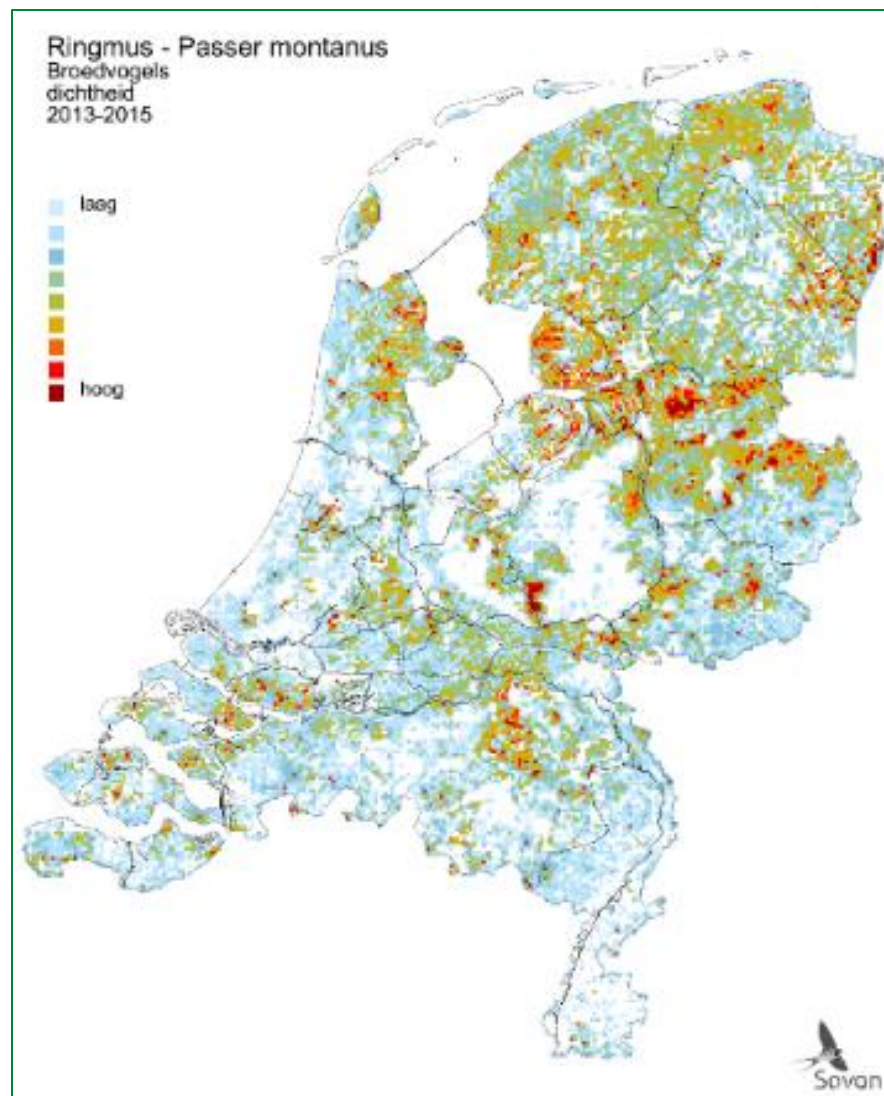 Ringmus - Passer montanus
Broedvogels
dichtheid
2013-2015
laag
hoog
Sovon